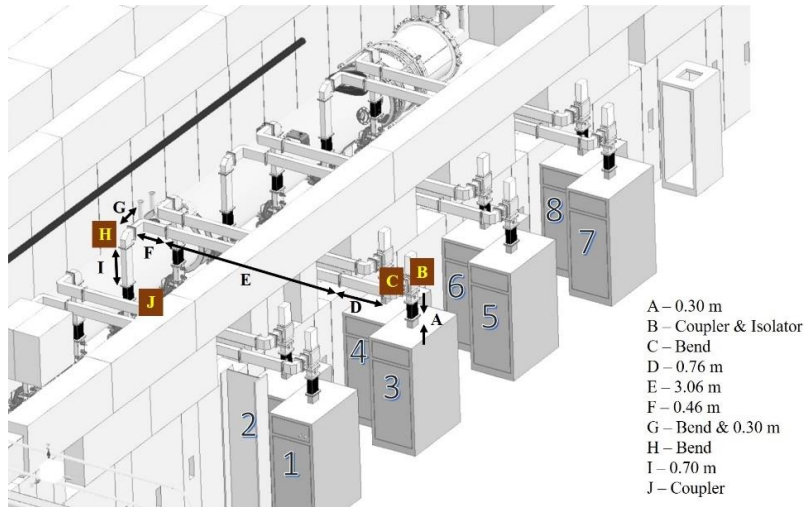 G
H
F
I
J
E
C
B
D
A
8
7
6
5
4
3
2
1
A – 0.30 m
B – Coupler & Isolator
C – Bend
D – 0.76 m
E – 3.06 m
F – 0.46 m
G – Bend & 0.30 m
H – Bend
I – 0.70 m
J – Coupler